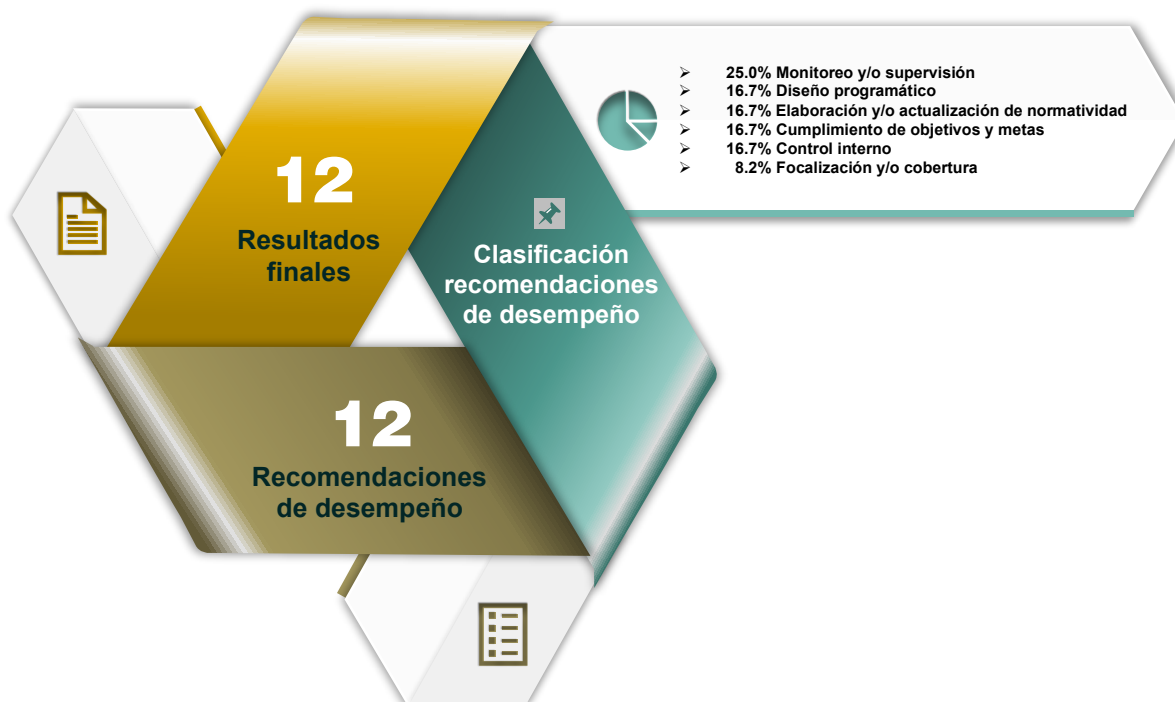 12
Resultados
finales
12
Recomendaciones
de desempeño
Clasificación
recomendaciones
de desempeño
➢ 25.0% Monitoreo y/o supervisión
➢ 16.7% Diseño programático
➢ 16.7% Elaboración y/o actualización de normatividad
➢ 16.7% Cumplimiento de objetivos y metas
➢ 16.7% Control interno
➢ 8.2% Focalización y/o cobertura